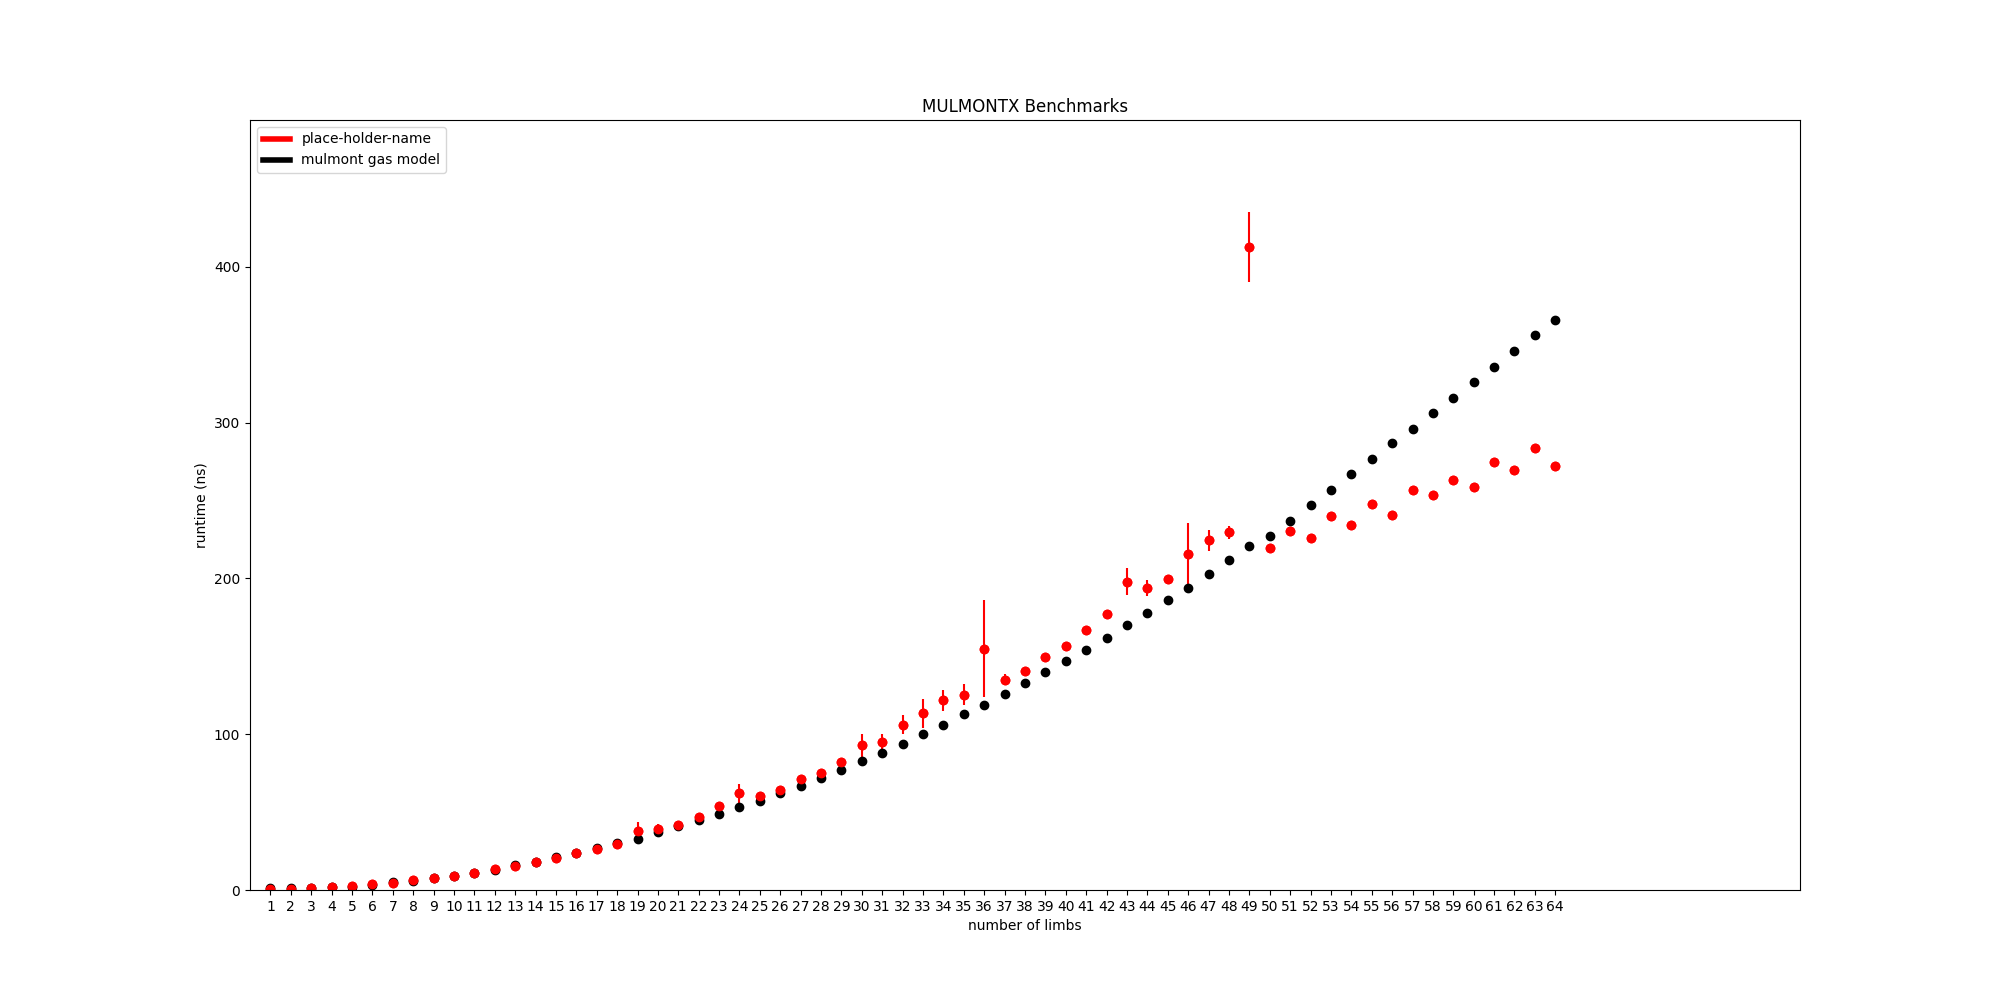 MULMONTX Benchmarks
place-holder-name
mulmont gas model
400
300
200
100
0
runtime (ns)
1 2 3 4 5 6 7 8 9 10 11 12 13 14 15 16 17 18 19 20 21 22 23 24 25 26 27 28 29 30 31 32 33 34 35 36 37 38 39 40 41 42 43 44 45 46 47 48 49 50 51 52 53 54 55 56 57 58 59 60 61 62 63 64
number of limbs